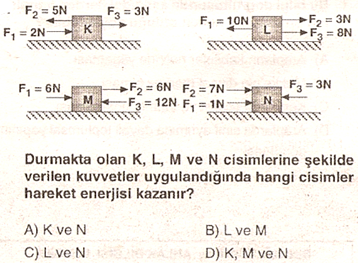 F₂ = 5N F₃ = 3N
F₁ = 2N K
F₁ = 10N F₂ = 3N
L F₃ = 8N
F₁ = 6N F₂ = 6N
M F₃ = 12N
F₂ = 7N F₃ = 3N
F₁ = 1N N
Durmakta olan K, L, M ve N cisimlerine şekilde
verilen kuvvetler uygulandığında hangi cisimler
hareket enerjisi kazanır?
A) K ve N B) L ve M
C) L ve N D) K, M ve N